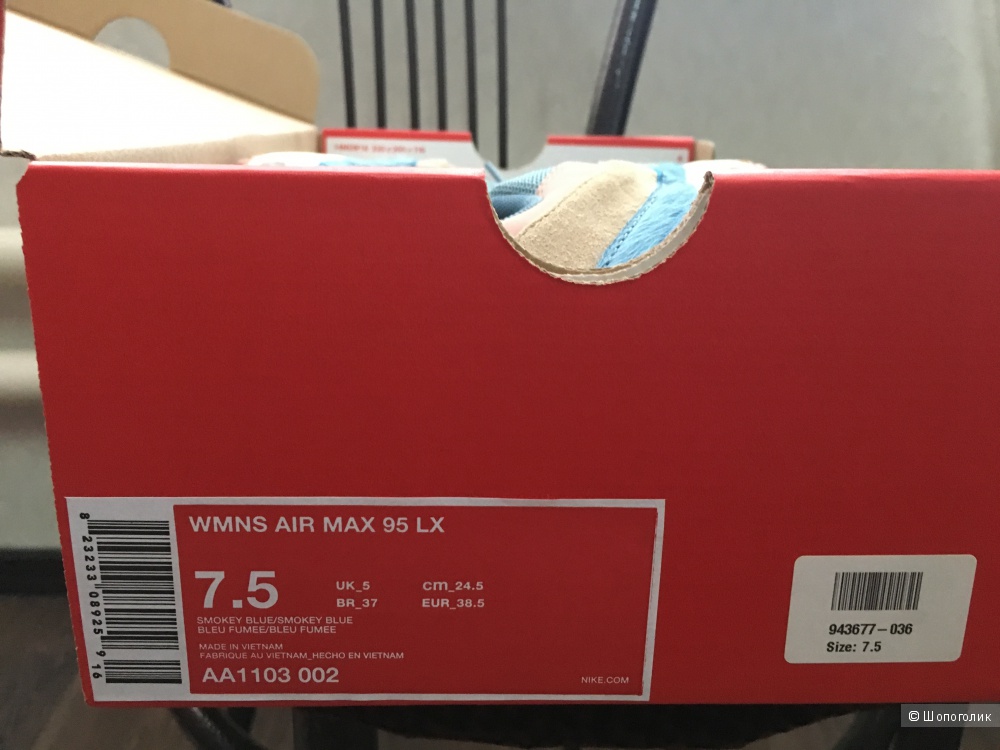 WMNS AIR MAX 95 LX
7.5
UK_5 cm_24.5
BR_37 EUR_38.5
SMOKEY BLUE/SMOKEY BLUE
BLEU FUMEE/BLEU FUMEE
MADE IN VIETNAM
FABRIQUE AU VIETNAM_HECHO EN VIETNAM
AA1103 002
NIKE.COM
8 23233 08925 9 16
943677-036
Size: 7.5
© Шопоголик